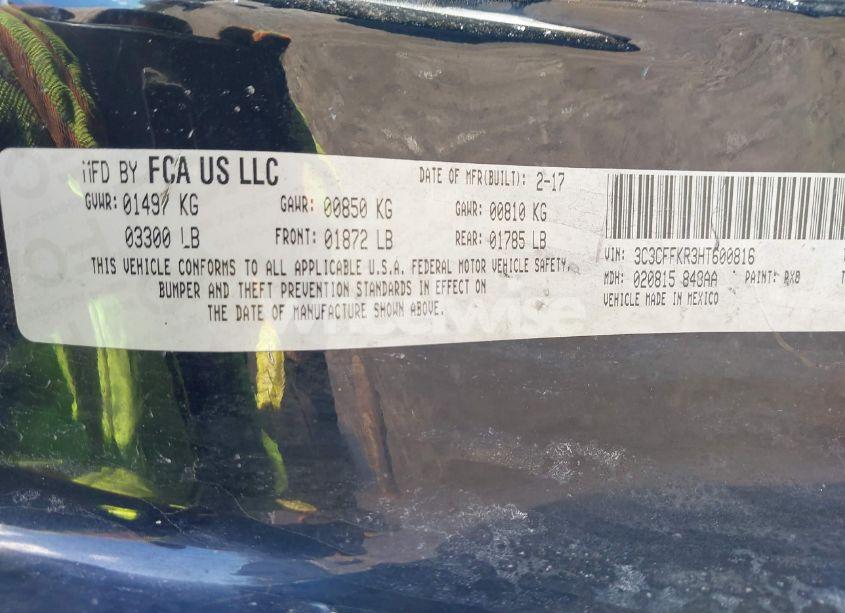 MFD BY FCA US LLC DATE OF MFR(BUILT): 2-17
GVWR: 01497 KG GAWR: 00850 KG GAWR: 00810 KG
03300 LB FRONT: 01872 LB REAR: 01785 LB
THIS VEHICLE CONFORMS TO ALL APPLICABLE U.S.A. FEDERAL MOTOR VEHICLE SAFETY,
BUMPER AND THEFT PREVENTION STANDARDS IN EFFECT ON
THE DATE OF MANUFACTURE SHOWN ABOVE.
VIN: 3C3CFFKR3HT600816
MDH: 020815 843AA PAINT: RX8
VEHICLE MADE IN MEXICO